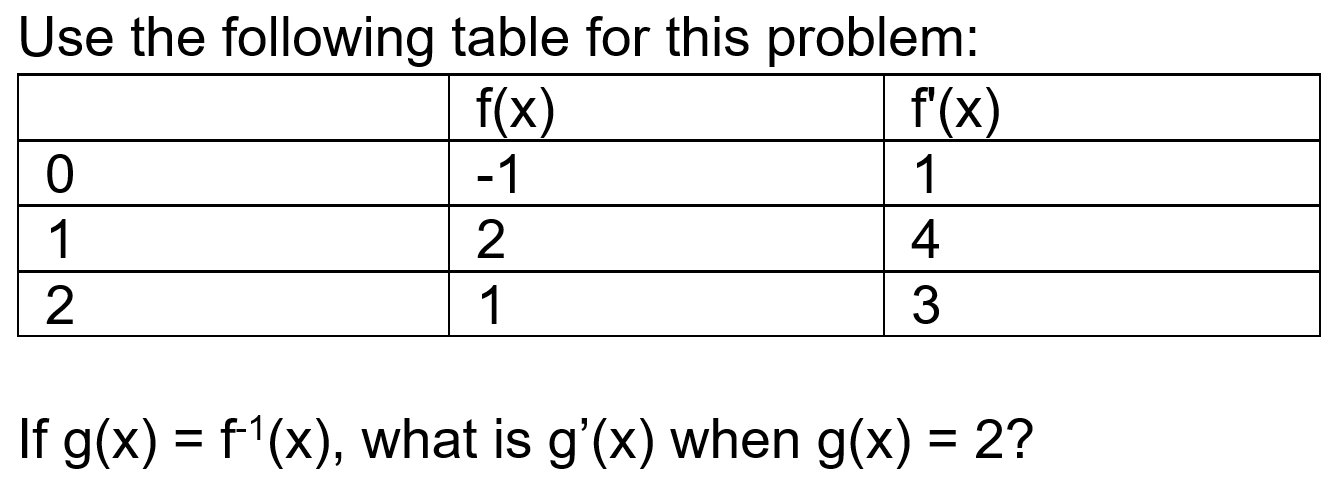 Use the following table for this problem:
f(x) f'(x)
0 -1 1
1 2 4
2 1 3
If g(x) = f⁻¹(x), what is g’(x) when g(x) = 2?